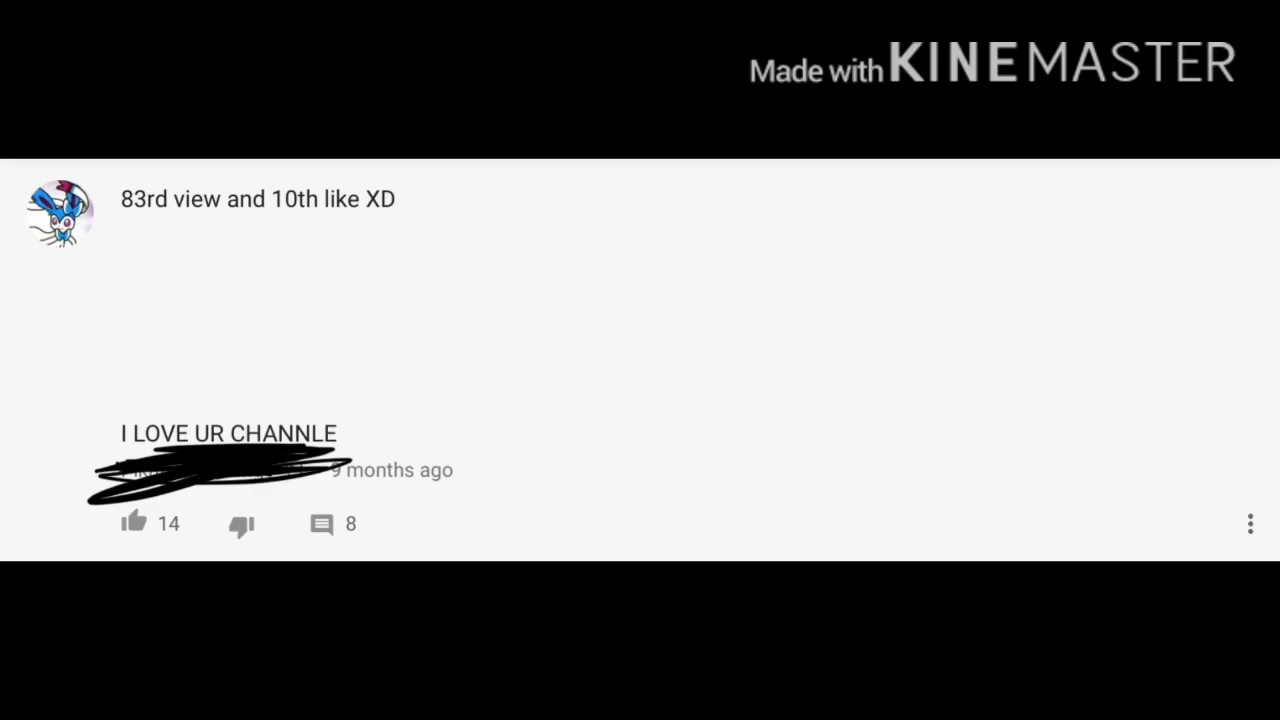 Made with KINEMASTER
83rd view and 10th like XD
I LOVE UR CHANNLE
9 months ago
14 8